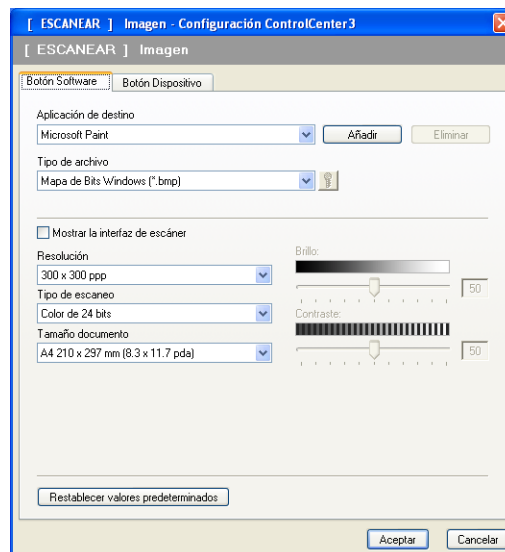 [ ESCANEAR ] Imagen - Configuración ControlCenter3
[ ESCANEAR ] Imagen
Botón Software
Botón Dispositivo
Aplicación de destino
Microsoft Paint
Añadir
Eliminar
Tipo de archivo
Mapa de Bits Windows (*.bmp)
Mostrar la interfaz de escáner
Resolución
300 x 300 ppp
Tipo de escaneo
Color de 24 bits
Tamaño documento
A4 210 x 297 mm (8.3 x 11.7 pda)
Brillo:
50
Contraste:
50
Restablecer valores predeterminados
Aceptar
Cancelar